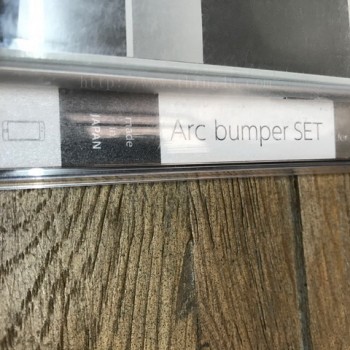 made
in
JAPAN
Arc bumper SET